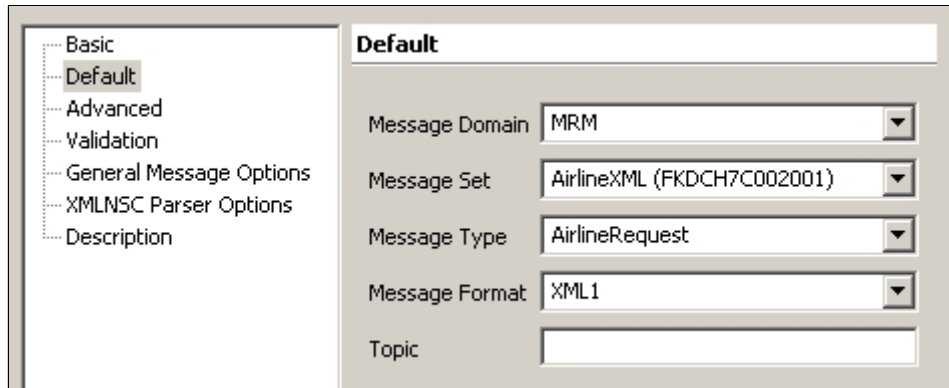 Basic
Default
Advanced
Validation
General Message Options
XMLNSC Parser Options
Description
Default
Message Domain MRM
Message Set AirlineXML (FKDCH7C002001)
Message Type AirlineRequest
Message Format XML1
Topic